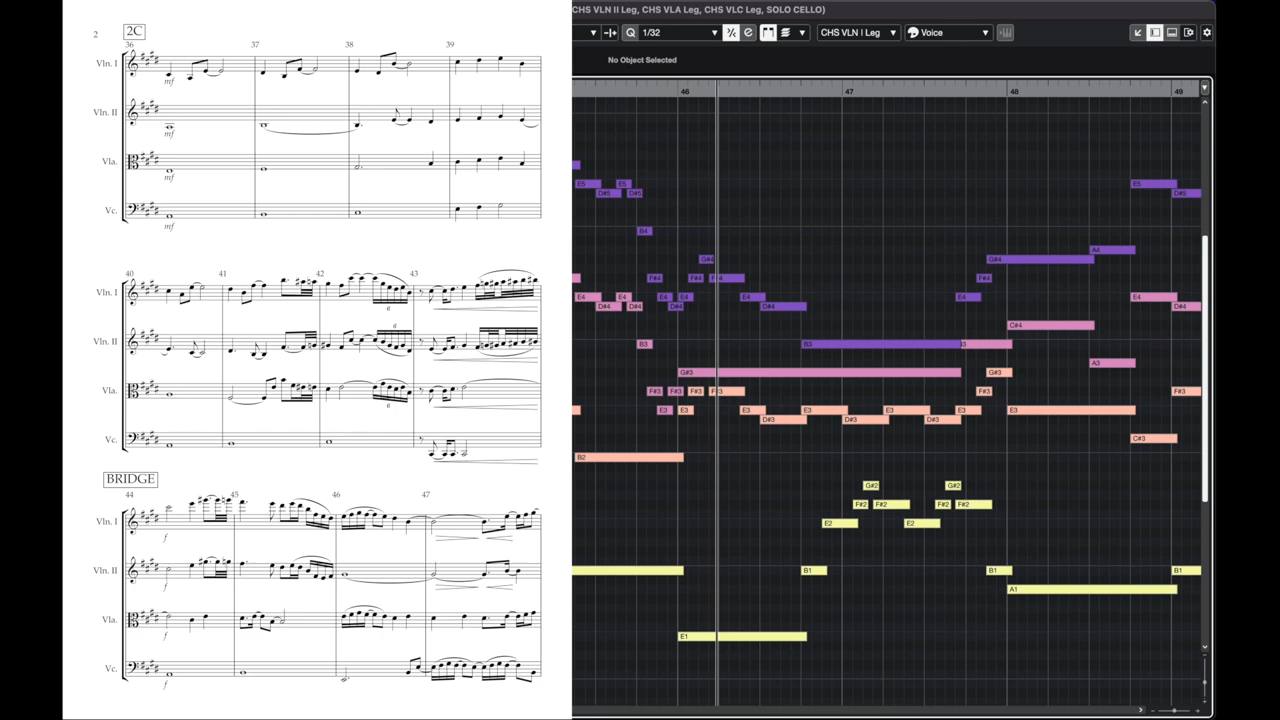 2
2C
36 37 38 39
Vln. I
mf
Vln. II
mf
Vla.
mf
Vc.
mf
40 41 42 43
Vln. I
6
6
Vln. II
Vla.
6
Vc.
BRIDGE
44 45 46 47
Vln. I
f
Vln. II
f
Vla.
f
Vc.
f
CHS VLN II Leg, CHS VLA Leg, CHS VLC Leg, SOLO CELLO)
1/32 CHS VLN I Leg Voice
No Object Selected
46 47 48 49
E5 E5 E5
D#5 D#5 D#5
B4
A4
G#4 G#4
F#4 F#4 F#4 F#4
E4 E4 E4 E4 E4 E4 E4
D#4 D#4 D#4 D#4 D#4
C#4
B3 B3
A3
G#3 G#3
F#3 F#3 F#3 F#3 F#3
E3 E3 E3 E3 E3 E3 E3
D#3 D#3 D#3
C#3
B2
G#2 G#2
F#2 F#2 F#2 F#2
E2 E2
B1 B1 B1
A1
E1